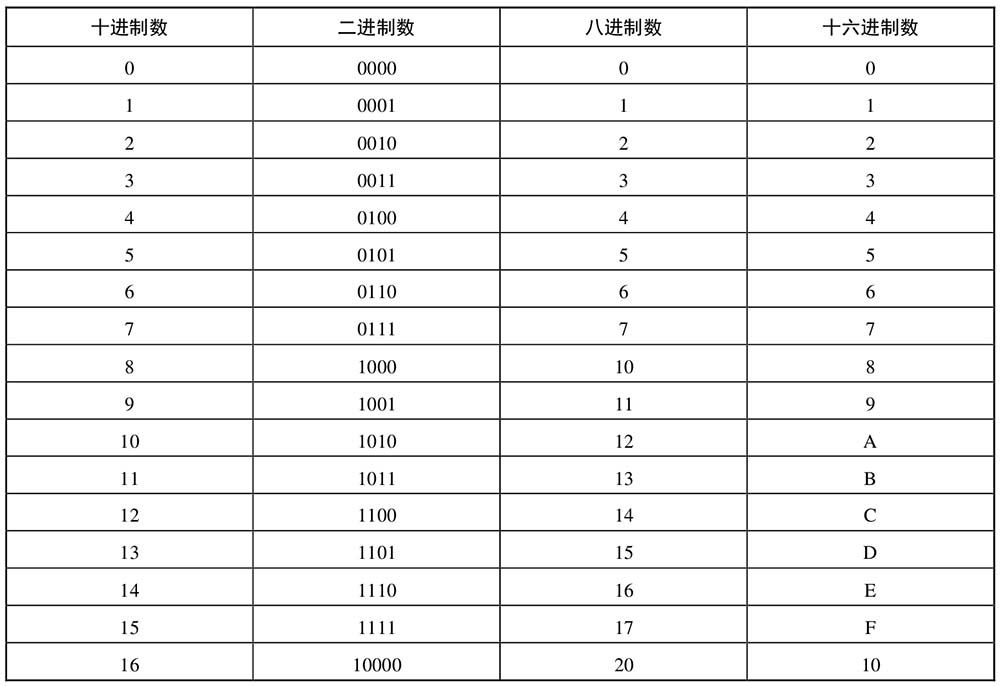 十进制数 二进制数 八进制数 十六进制数
0 0000 0 0
1 0001 1 1
2 0010 2 2
3 0011 3 3
4 0100 4 4
5 0101 5 5
6 0110 6 6
7 0111 7 7
8 1000 10 8
9 1001 11 9
10 1010 12 A
11 1011 13 B
12 1100 14 C
13 1101 15 D
14 1110 16 E
15 1111 17 F
16 10000 20 10